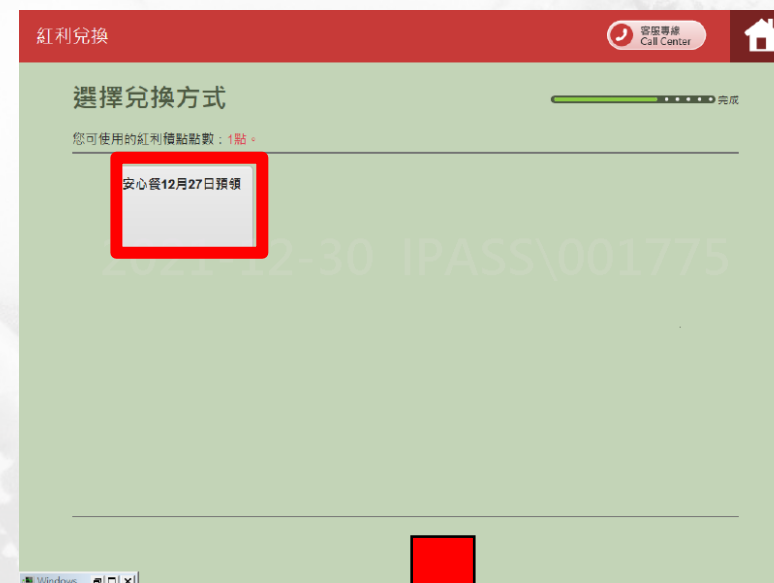 紅利兌換
客服專線
Call Center
選擇兌換方式
完成
您可使用的紅利積點點數：1點。
安心餐12月27日預領
2021-12-30 IPASS\001775
Windows